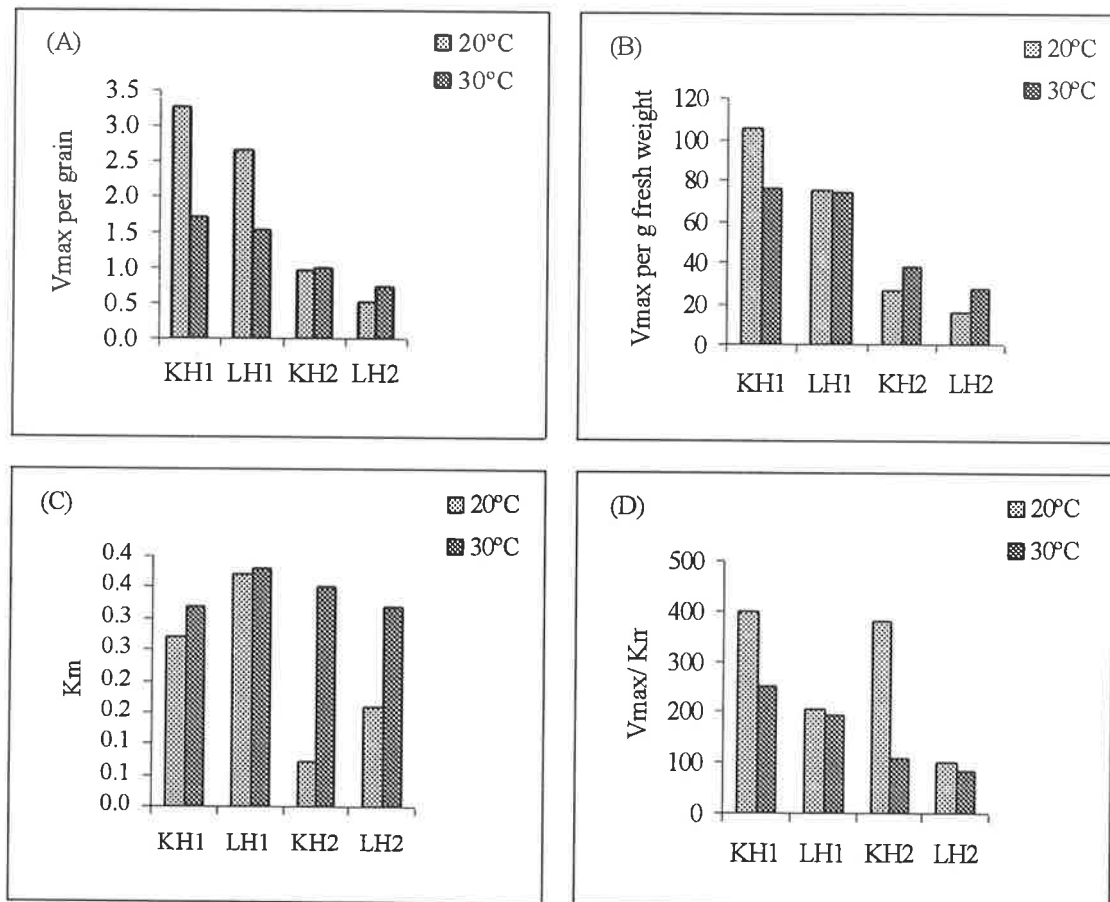 (A)
20°C
30°C
Vmax per grain
3.5
3.0
2.5
2.0
1.5
1.0
0.5
0.0
KH1 LH1 KH2 LH2
(B)
20°C
30°C
Vmax per g fresh weight
120
100
80
60
40
20
0
KH1 LH1 KH2 LH2
(C)
20°C
30°C
Km
0.4
0.4
0.3
0.3
0.2
0.2
0.1
0.1
0.0
KH1 LH1 KH2 LH2
(D)
20°C
30°C
Vmax/ Krr
500
400
300
200
100
0
KH1 LH1 KH2 LH2